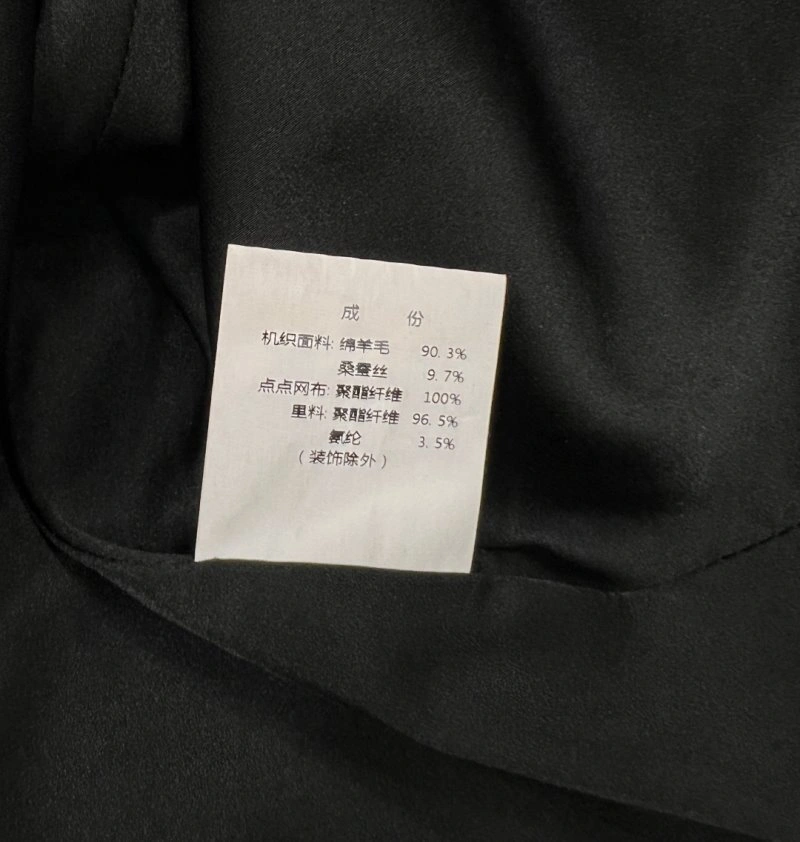 成 份
机织面料: 绵羊毛 90.3%
桑蚕丝 9.7%
点点网布: 聚酯纤维 100%
里料: 聚酯纤维 96.5%
氨纶 3.5%
(装饰除外)